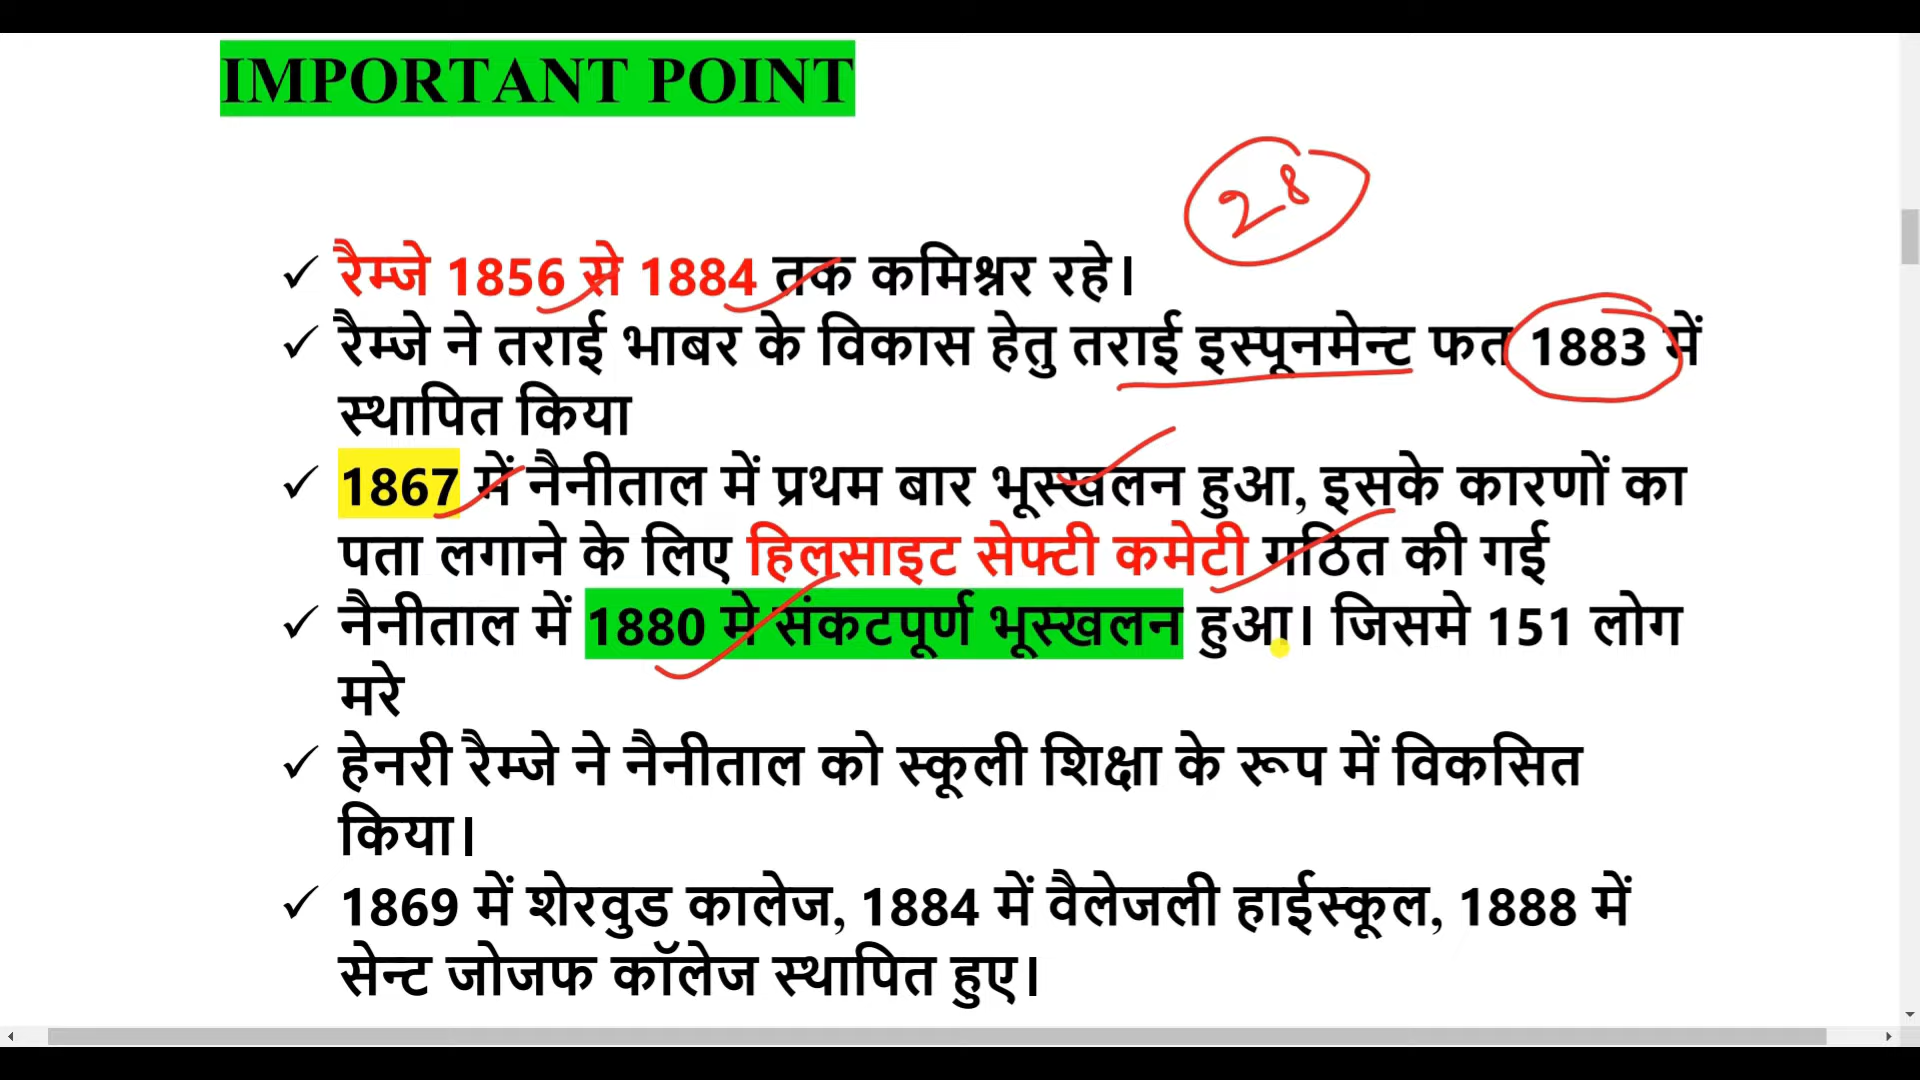 IMPORTANT POINT
28
✓ रैम्जे 1856 से 1884 तक कमिश्नर रहे।
✓ रैम्जे ने तराई भाबर के विकास हेतु तराई इस्पूनमेन्ट फत 1883 में
स्थापित किया
✓ 1867 में नैनीताल में प्रथम बार भूस्खलन हुआ, इसके कारणों का
पता लगाने के लिए हिलसाइट सेफ्टी कमेटी गठित की गई
✓ नैनीताल में 1880 मे संकटपूर्ण भूस्खलन हुआ। जिसमे 151 लोग
मरे
✓ हेनरी रैम्जे ने नैनीताल को स्कूली शिक्षा के रूप में विकसित
किया।
✓ 1869 में शेरवुड कालेज, 1884 में वैलेजली हाईस्कूल, 1888 में
सेन्ट जोजफ कॉलेज स्थापित हुए।